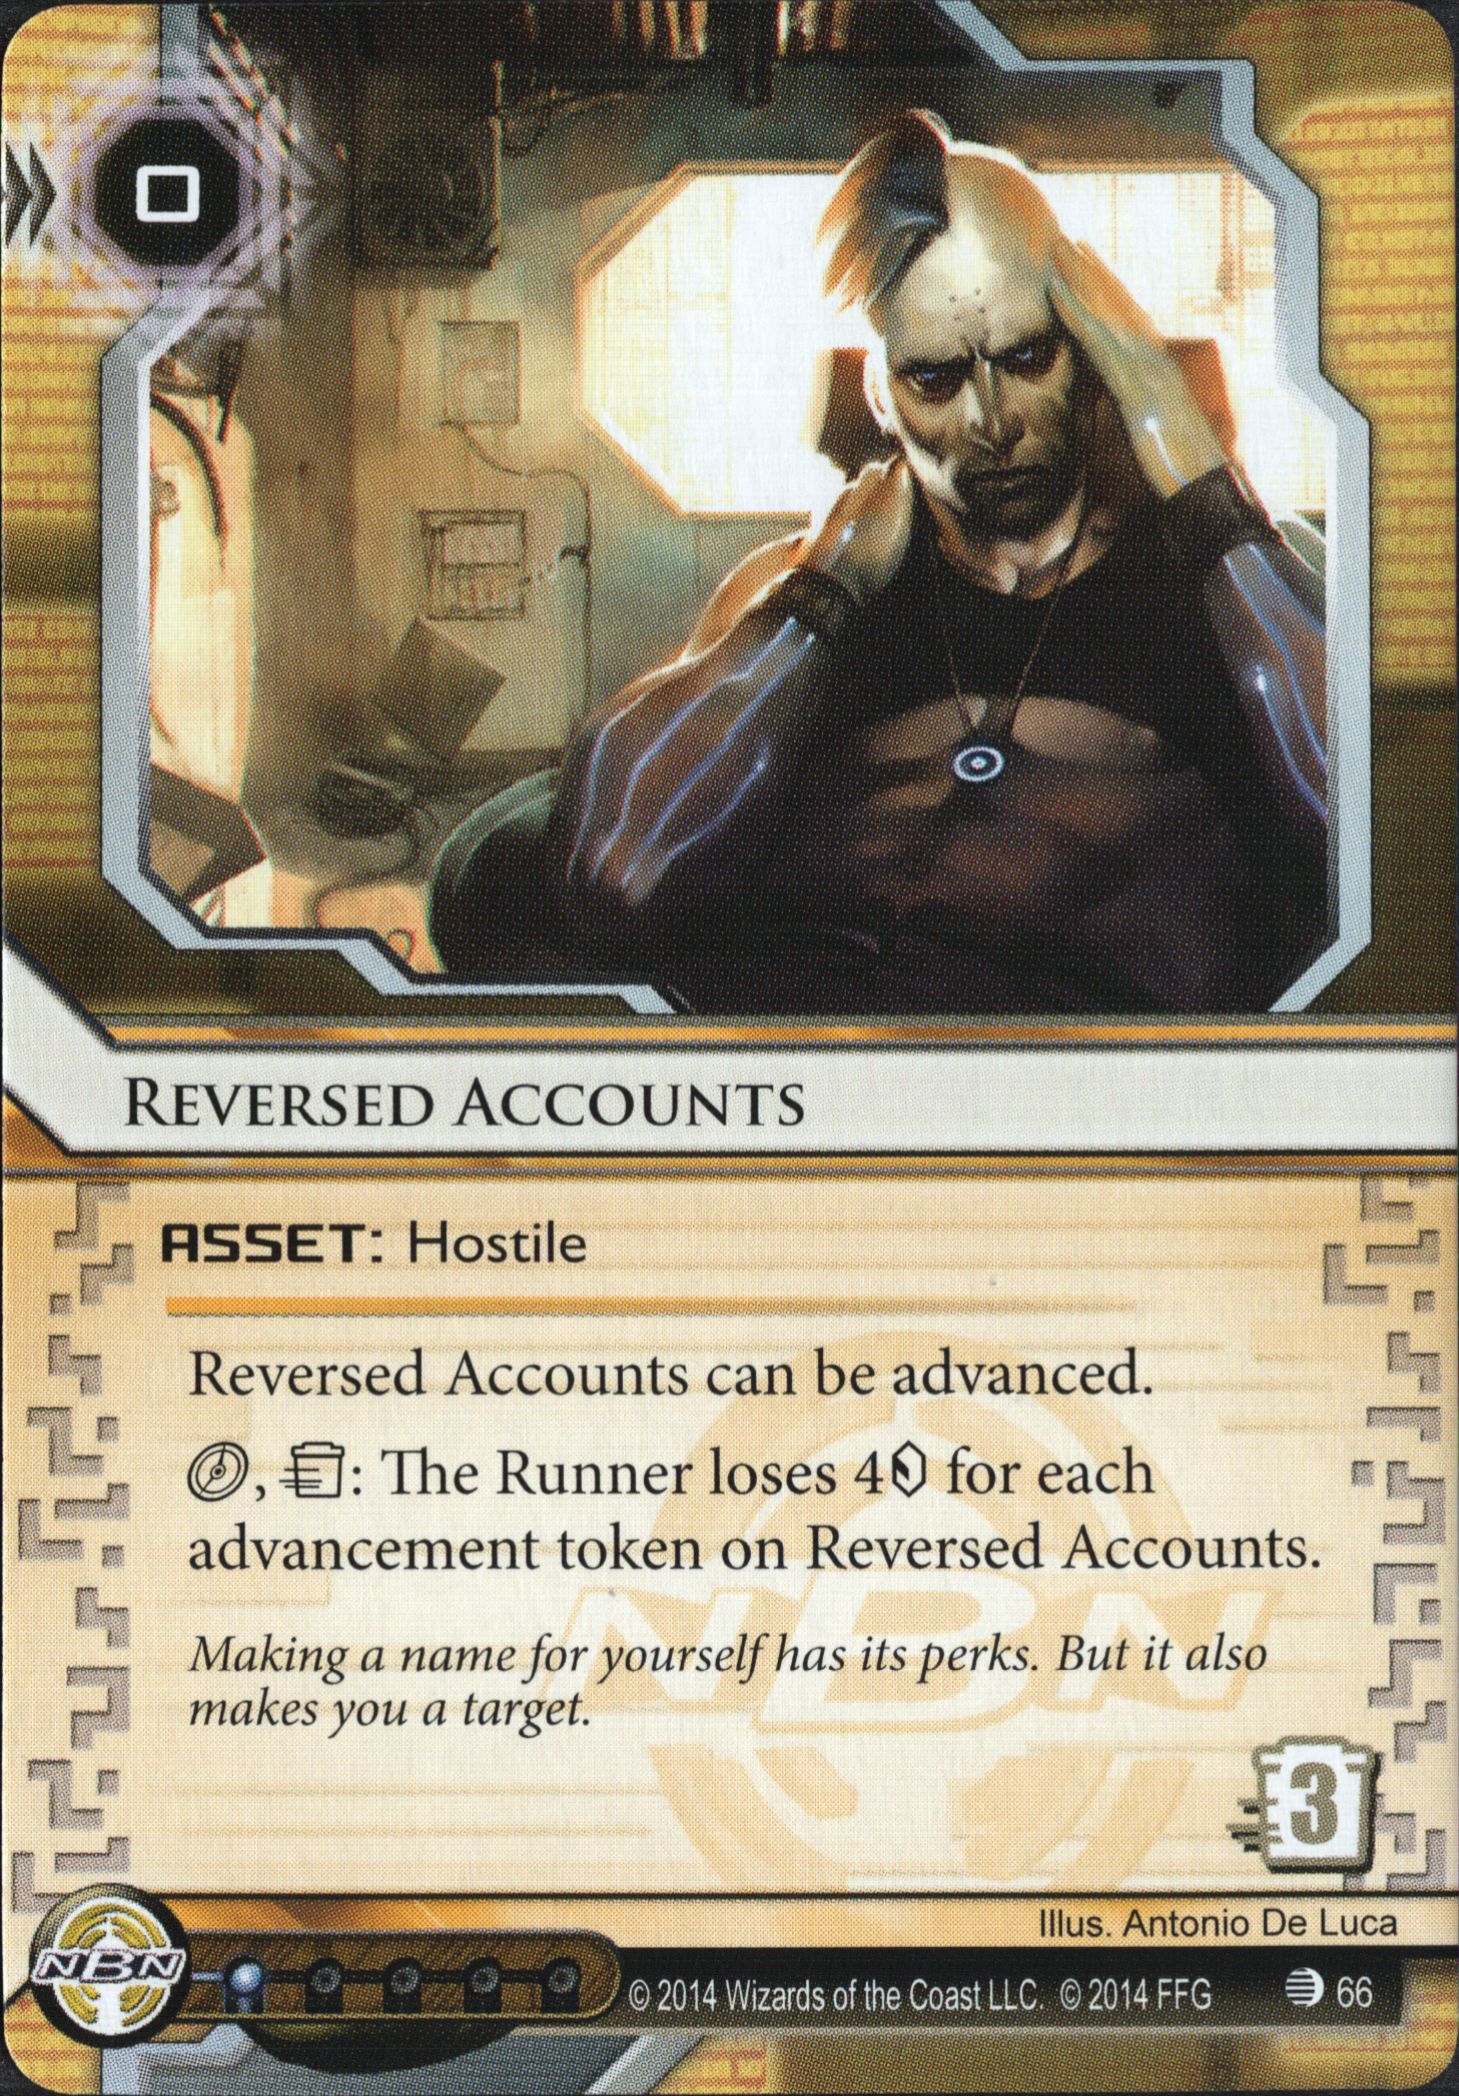 0
REVERSED ACCOUNTS
ASSET: Hostile
Reversed Accounts can be advanced.
, : The Runner loses 4 for each
advancement token on Reversed Accounts.
Making a name for yourself has its perks. But it also
makes you a target.
3
Illus. Antonio De Luca
NBN
© 2014 Wizards of the Coast LLC. © 2014 FFG
66